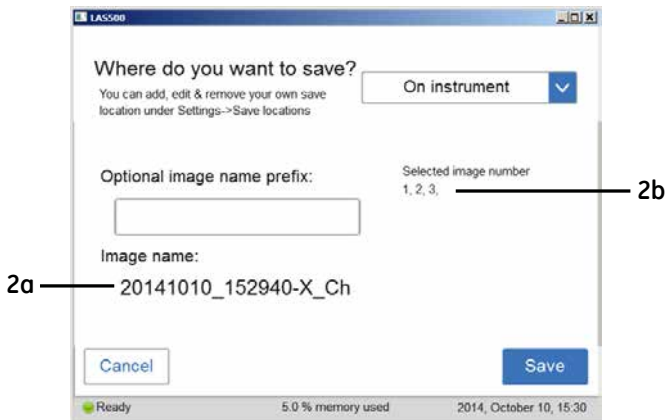 LAS500
Where do you want to save?
You can add, edit & remove your own save
location under Settings->Save locations
On instrument
Optional image name prefix:
Selected image number
1, 2, 3,
2b
Image name:
2a
20141010_152940-X_Ch
Cancel
Save
Ready
5.0 % memory used
2014, October 10, 15:30